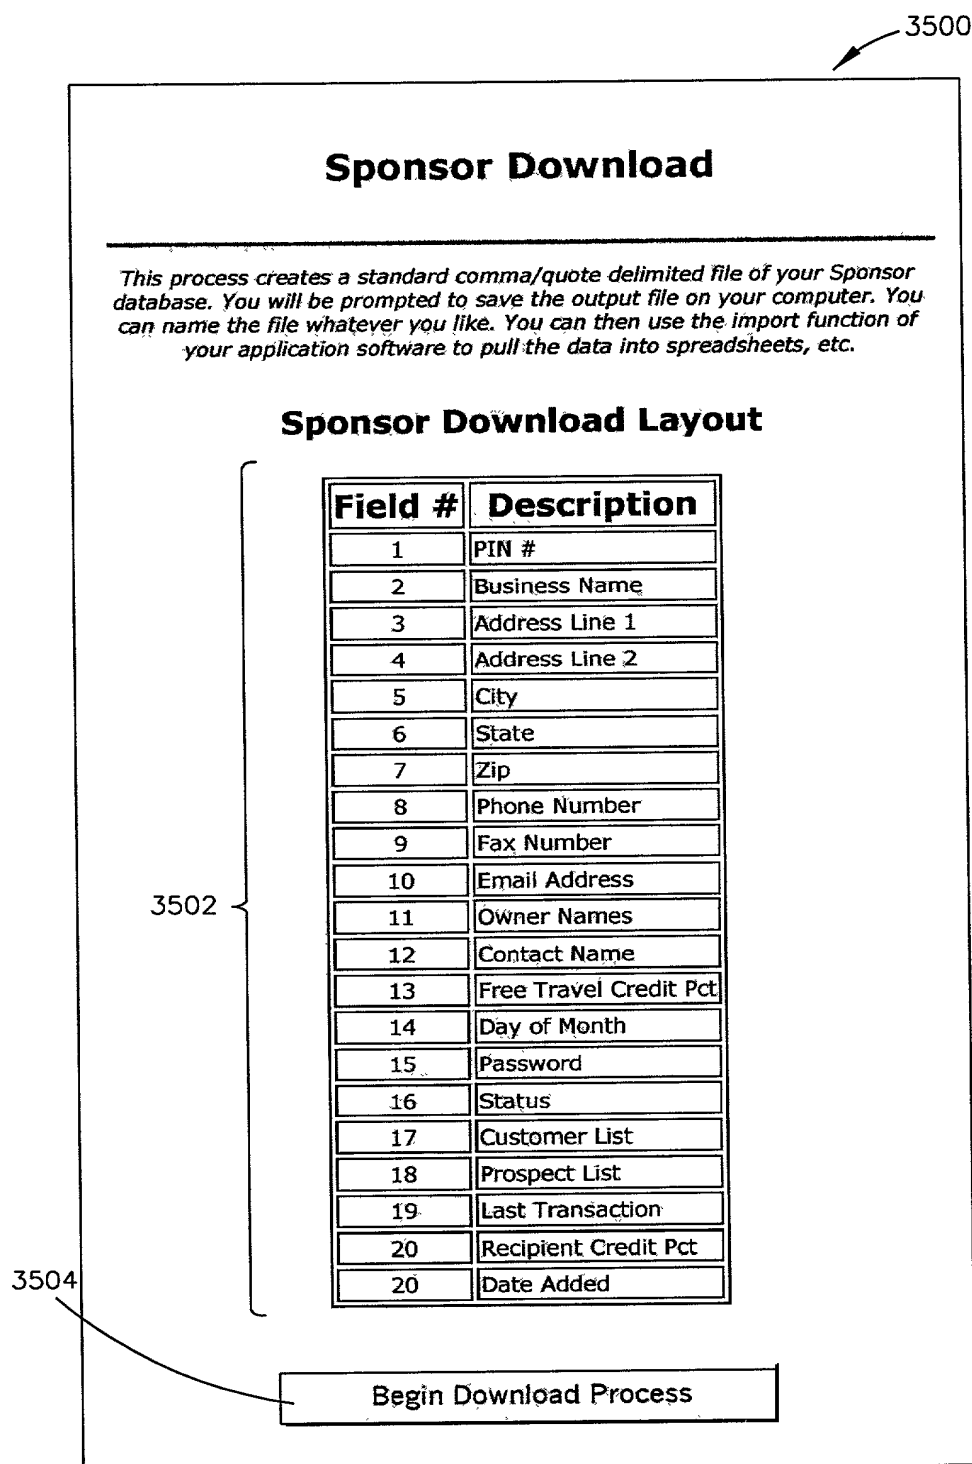 3500
Sponsor Download
This process creates a standard comma/quote delimited file of your Sponsor
database. You will be prompted to save the output file on your computer. You
can name the file whatever you like. You can then use the import function of
your application software to pull the data into spreadsheets, etc.
Sponsor Download Layout
Field # Description
1 PIN #
2 Business Name
3 Address Line 1
4 Address Line 2
5 City
6 State
7 Zip
8 Phone Number
9 Fax Number
10 Email Address
3502
11 Owner Names
12 Contact Name
13 Free Travel Credit Pct
14 Day of Month
15 Password
16 Status
17 Customer List
18 Prospect List
19 Last Transaction
20 Recipient Credit Pct
20 Date Added
3504
Begin Download Process